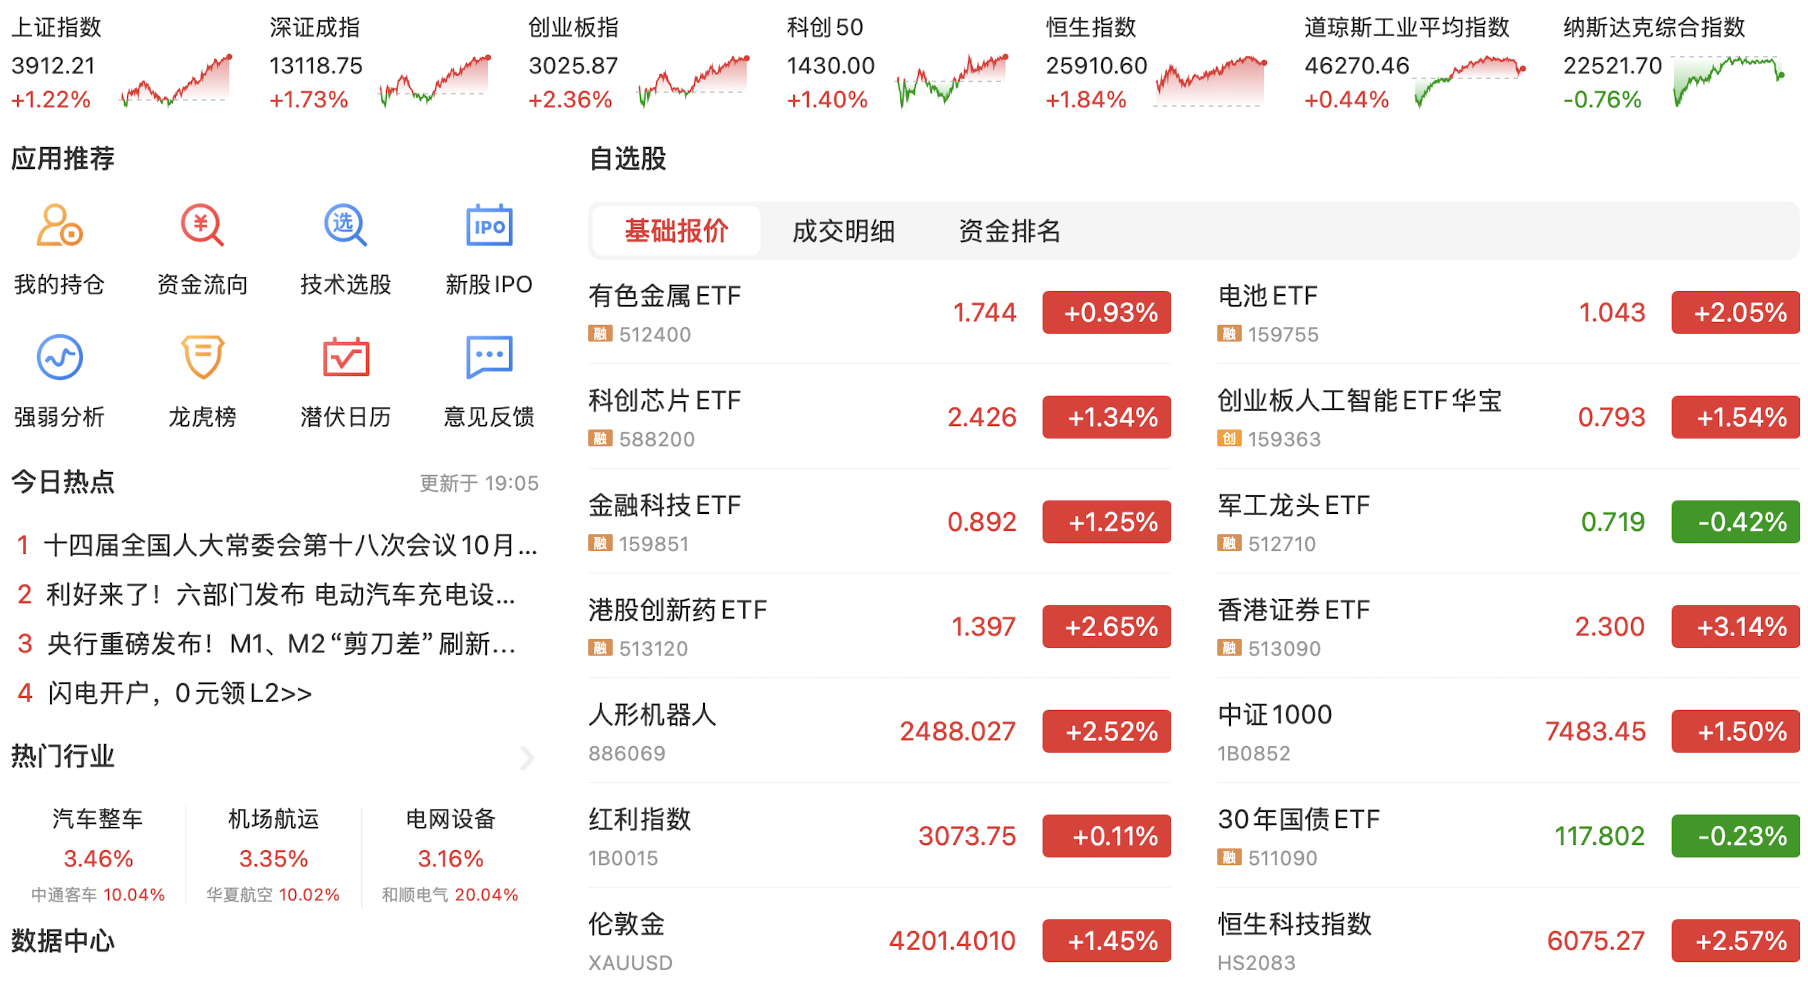 上证指数
3912.21
+1.22%
深证成指
13118.75
+1.73%
创业板指
3025.87
+2.36%
科创50
1430.00
+1.40%
恒生指数
25910.60
+1.84%
道琼斯工业平均指数
46270.46
+0.44%
纳斯达克综合指数
22521.70
-0.76%
应用推荐
我的持仓
资金流向
选
技术选股
IPO
新股IPO
强弱分析
龙虎榜
潜伏日历
意见反馈
今日热点
更新于 19:05
1 十四届全国人大常委会第十八次会议10月...
2 利好来了！六部门发布 电动汽车充电设...
3 央行重磅发布！M1、M2“剪刀差”刷新...
4 闪电开户，0元领L2>>
热门行业
汽车整车
3.46%
中通客车 10.04%
机场航运
3.35%
华夏航空 10.02%
电网设备
3.16%
和顺电气 20.04%
数据中心
自选股
基础报价 成交明细 资金排名
有色金属ETF
融 512400
1.744 +0.93%
电池ETF
融 159755
1.043 +2.05%
科创芯片ETF
融 588200
2.426 +1.34%
创业板人工智能ETF华宝
创 159363
0.793 +1.54%
金融科技ETF
融 159851
0.892 +1.25%
军工龙头ETF
融 512710
0.719 -0.42%
港股创新药ETF
融 513120
1.397 +2.65%
香港证券ETF
融 513090
2.300 +3.14%
人形机器人
886069
2488.027 +2.52%
中证1000
1B0852
7483.45 +1.50%
红利指数
1B0015
3073.75 +0.11%
30年国债ETF
融 511090
117.802 -0.23%
伦敦金
XAUUSD
4201.4010 +1.45%
恒生科技指数
HS2083
6075.27 +2.57%